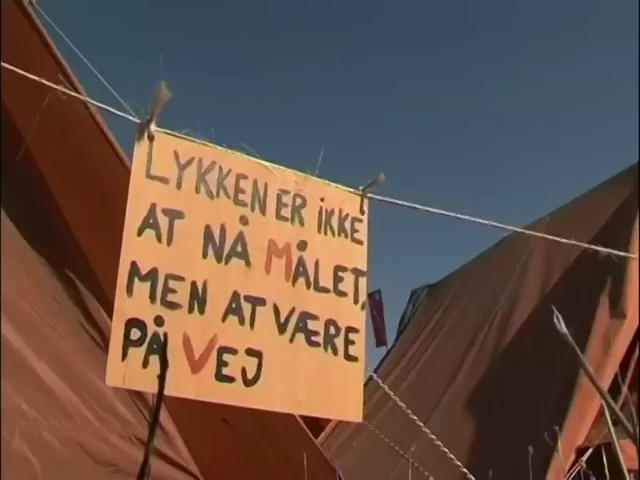 LYKKEN ER IKKE
AT NÅ MÅLET,
MEN AT VÆRE
PÅ VEJ